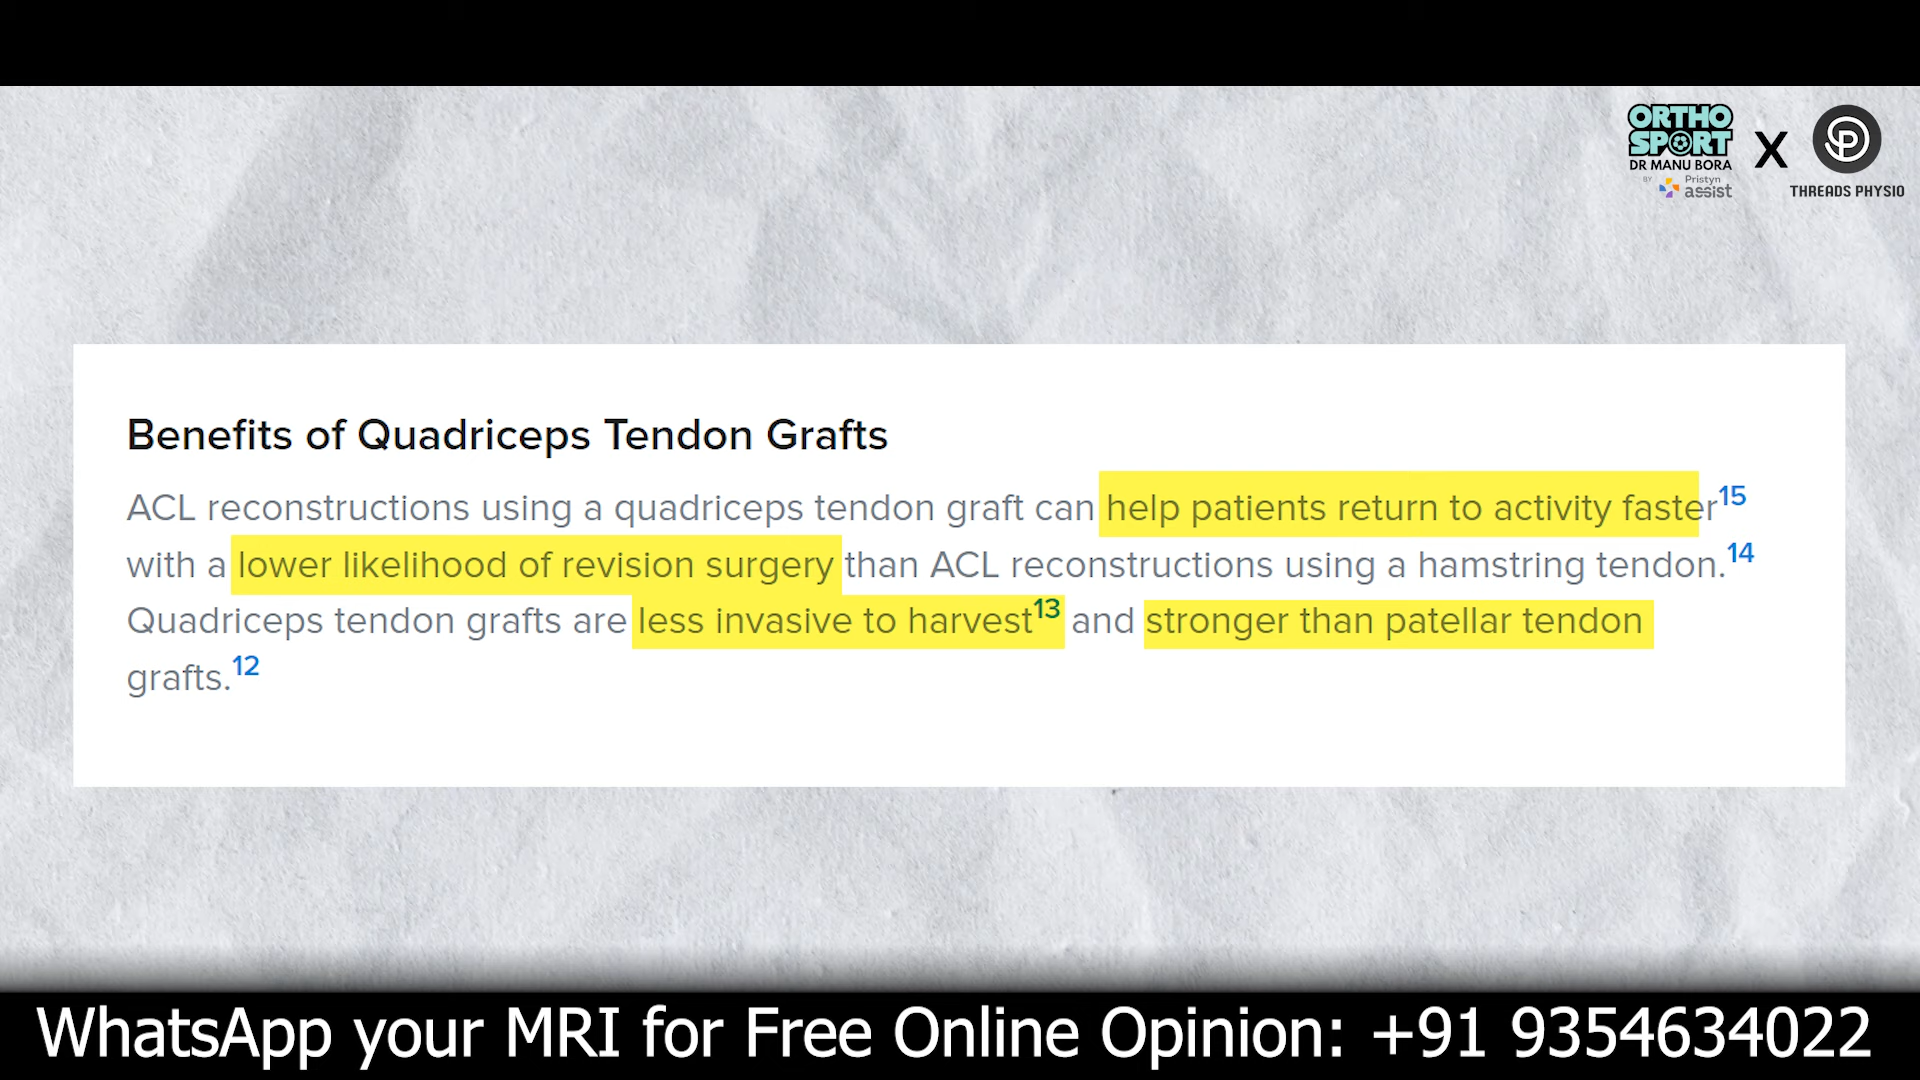 ORTHO
SPORT
DR MANU BORA
BY Pristyn
assist
X
THREADS PHYSIO
Benefits of Quadriceps Tendon Grafts
ACL reconstructions using a quadriceps tendon graft can help patients return to activity faster15
with a lower likelihood of revision surgery than ACL reconstructions using a hamstring tendon.14
Quadriceps tendon grafts are less invasive to harvest13 and stronger than patellar tendon
grafts.12
WhatsApp your MRI for Free Online Opinion: +91 9354634022